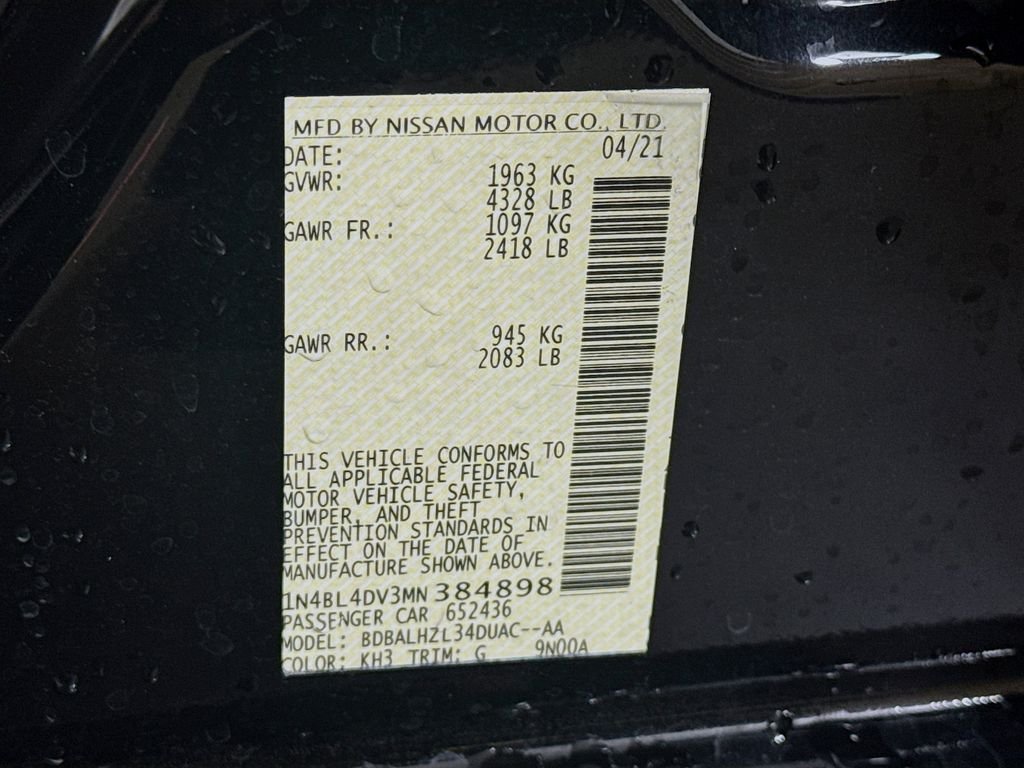 MFD BY NISSAN MOTOR CO., LTD.
DATE: 04/21
GVWR: 1963 KG
4328 LB
GAWR FR.: 1097 KG
2418 LB
GAWR RR.: 945 KG
2083 LB
THIS VEHICLE CONFORMS TO
ALL APPLICABLE FEDERAL
MOTOR VEHICLE SAFETY,
BUMPER, AND THEFT
PREVENTION STANDARDS IN
EFFECT ON THE DATE OF
MANUFACTURE SHOWN ABOVE.
1N4BL4DV3MN384898
PASSENGER CAR 652436
MODEL: BDBALHZL34DUAC--AA
COLOR: KH3 TRIM: G 9N00A